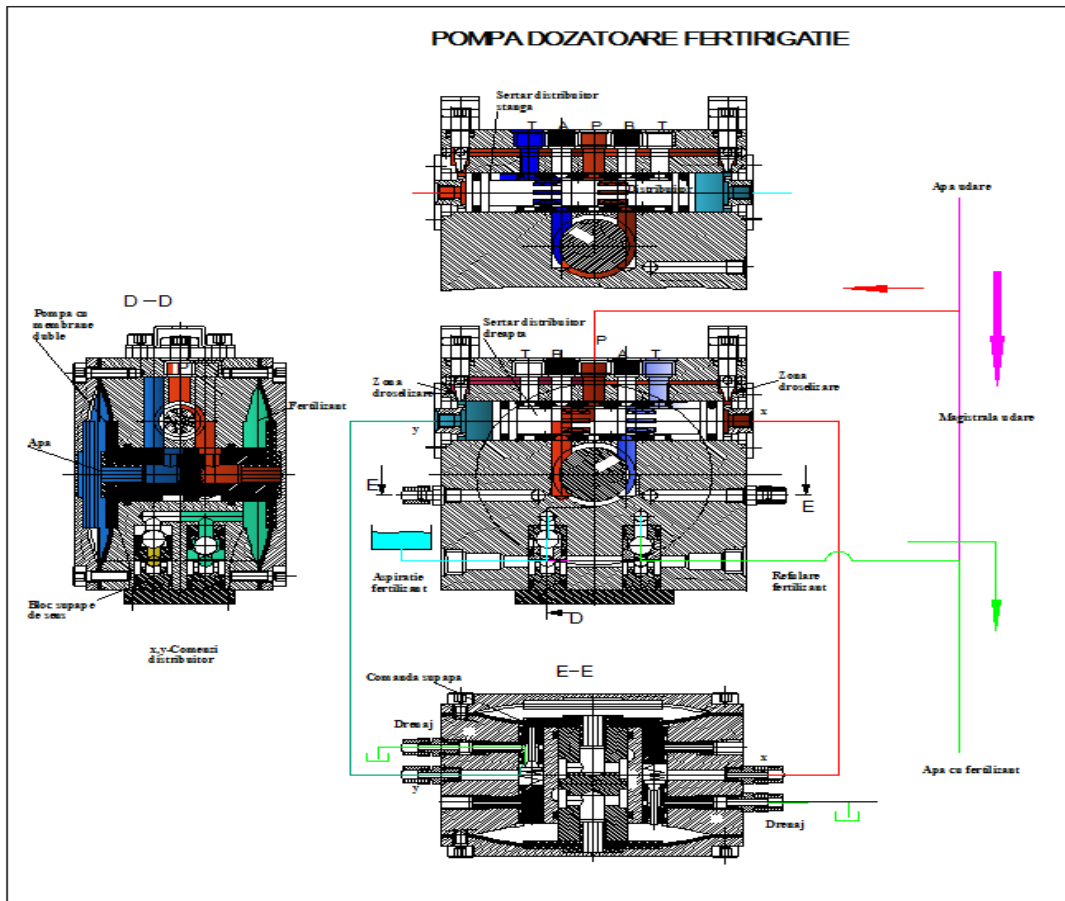 POMPA DOZATOARE FERTIRIGATIE
Sertar distribuitor
stanga
T A P B T
Distribuitor
Apa udare
D - D
Pompa cu
membrane
duble
P
Fertilizant
Apa
Bloc supape
de sens
x,y-Comenzi
distribuitor
Sertar distribuitor
dreapta
P
T B A T
Zona
droselizare
Zona
droselizare
y
x
Magistrala udare
E
E
Aspiratie
fertilizant
Refulare
fertilizant
D
E-E
Comanda supapa
Drenaj
y
x
Drenaj
Apa cu fertilizant